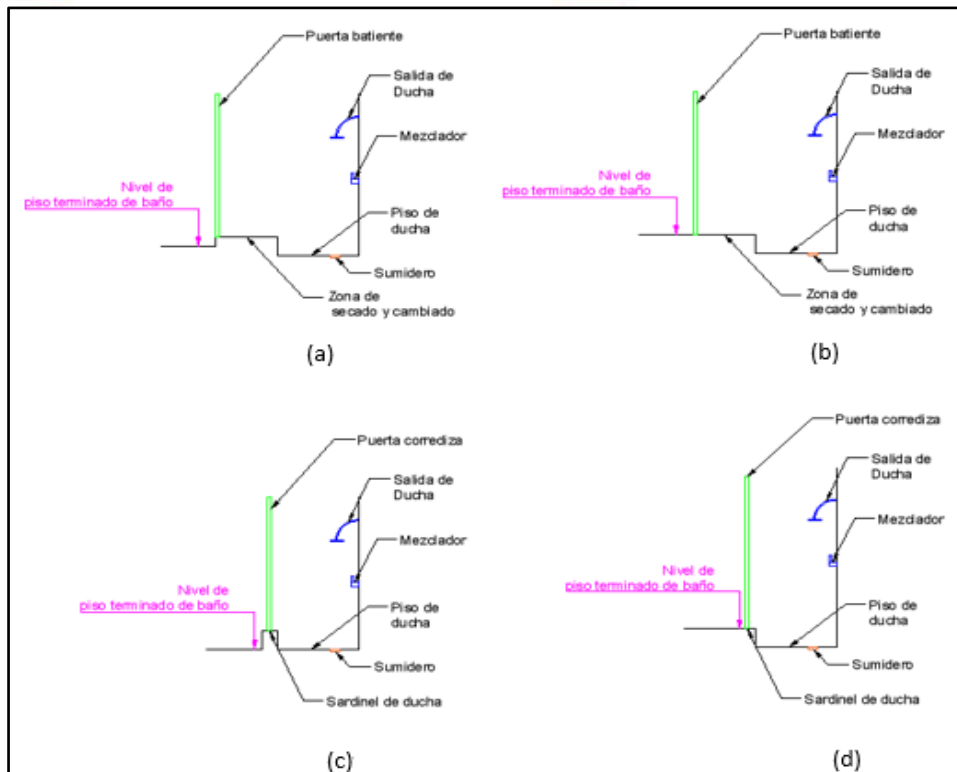 Puerta batiente
Salida de
Ducha
Mezclador
Nivel de
piso terminado de baño
Piso de
ducha
Sumidero
Zona de
secado y cambiado
(a)
Puerta batiente
Salida de
Ducha
Mezclador
Nivel de
piso terminado de baño
Piso de
ducha
Sumidero
Zona de
secado y cambiado
(b)
Puerta corrediza
Salida de
Ducha
Mezclador
Nivel de
piso terminado de baño
Piso de
ducha
Sumidero
Sardinel de ducha
(c)
Puerta corrediza
Salida de
Ducha
Mezclador
Nivel de
piso terminado de baño
Piso de
ducha
Sumidero
Sardinel de ducha
(d)